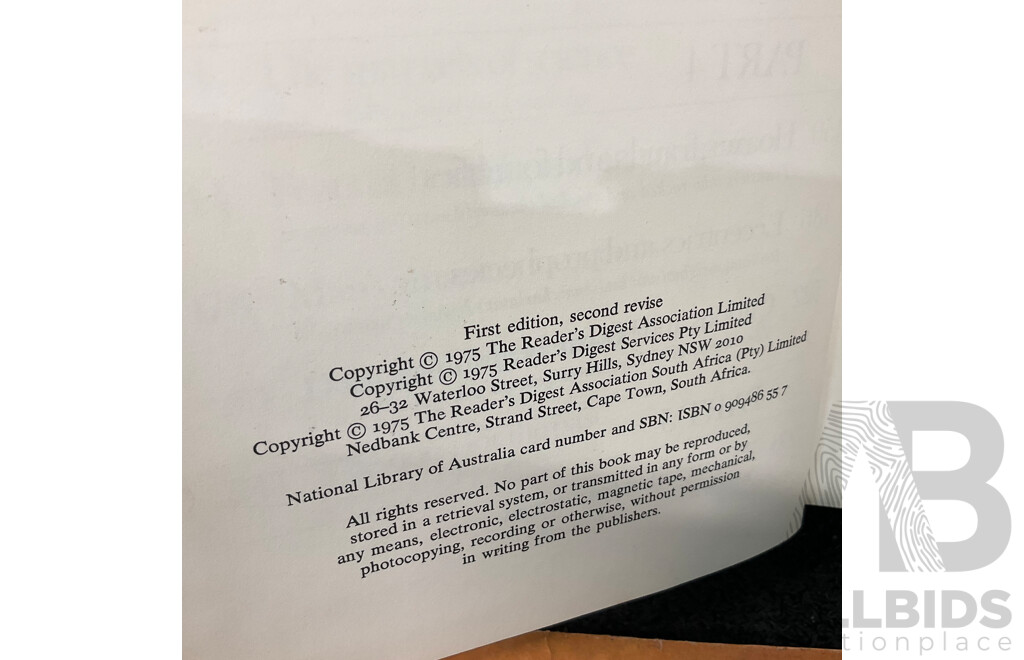 PART 1
First edition, second revise
Copyright © 1975 The Reader's Digest Association Limited
Copyright © 1975 Reader's Digest Services Pty Limited
26–32 Waterloo Street, Surry Hills, Sydney NSW 2010
Copyright © 1975 The Reader's Digest Association South Africa (Pty) Limited
Nedbank Centre, Strand Street, Cape Town, South Africa.
National Library of Australia card number and SBN: ISBN 0 909486 55 7
All rights reserved. No part of this book may be reproduced,
stored in a retrieval system, or transmitted in any form or by
any means, electronic, electrostatic, magnetic tape, mechanical,
photocopying, recording or otherwise, without permission
in writing from the publishers.
AB
LLBIDS
tionplace